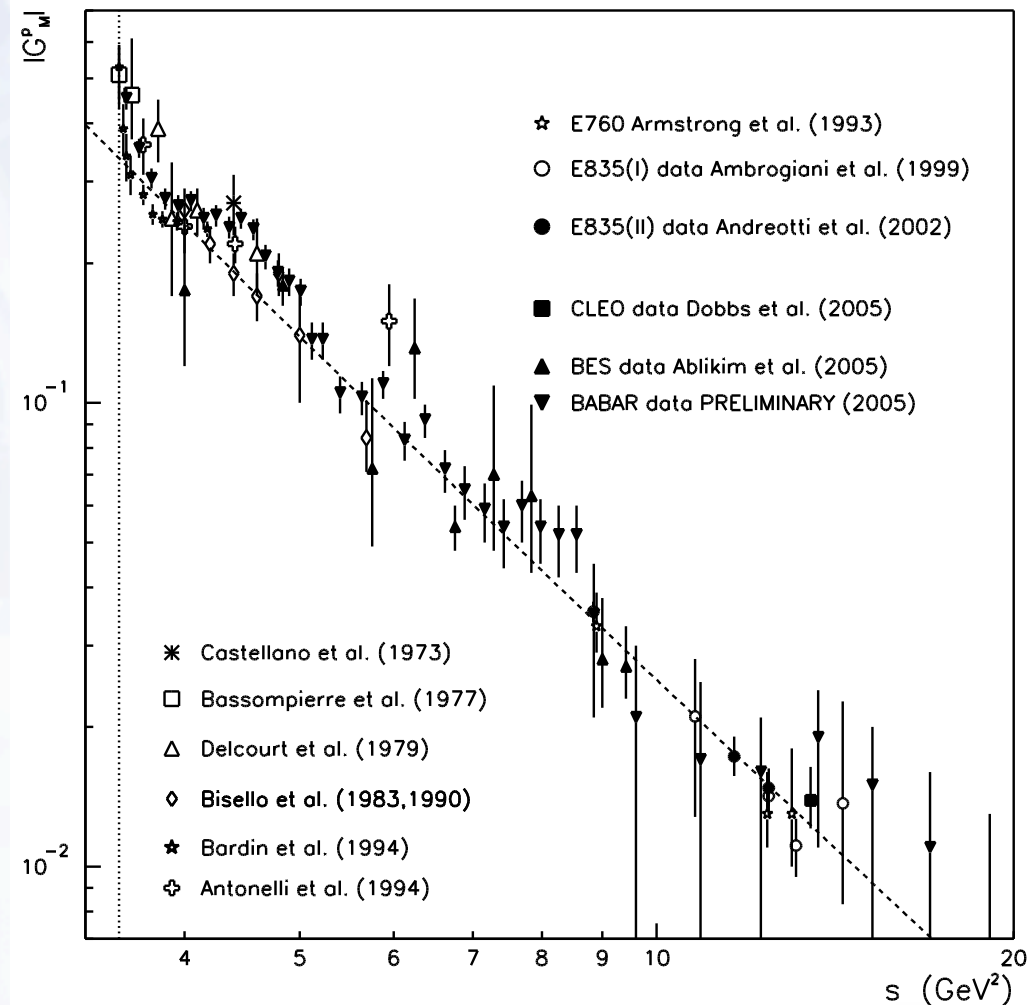 |G^p_M|
E760 Armstrong et al. (1993)
E835(I) data Ambrogiani et al. (1999)
E835(II) data Andreotti et al. (2002)
CLEO data Dobbs et al. (2005)
BES data Ablikim et al. (2005)
BABAR data PRELIMINARY (2005)
10^-1
Castellano et al. (1973)
Bassompierre et al. (1977)
Delcourt et al. (1979)
Bisello et al. (1983,1990)
Bardin et al. (1994)
Antonelli et al. (1994)
10^-2
4 5 6 7 8 9 10 20
s (GeV²)